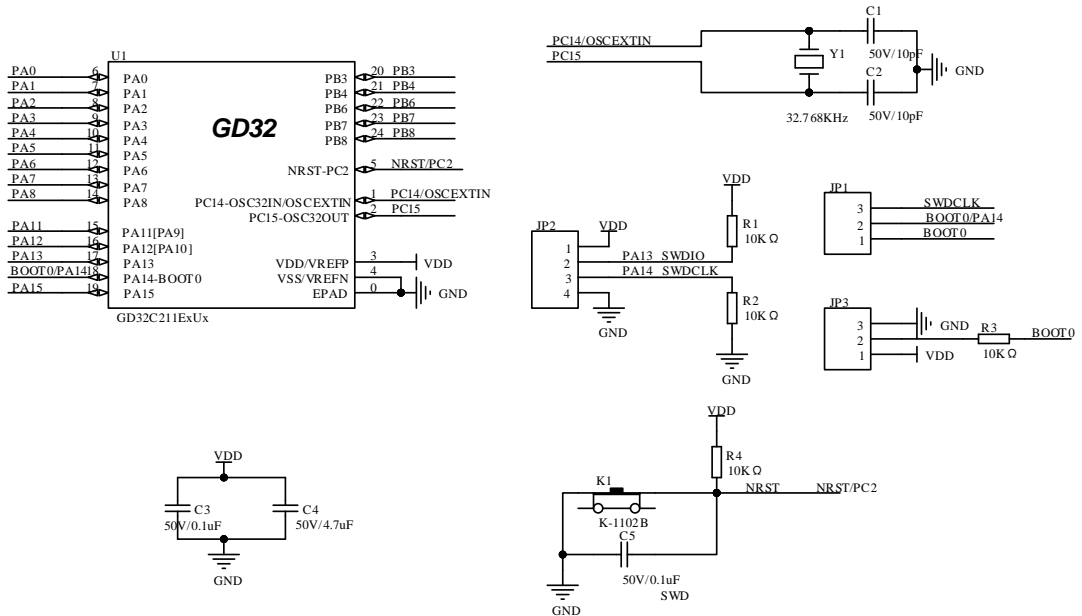 U1
GD32
PA0 6 PA0
PA1 7 PA1
PA2 8 PA2
PA3 9 PA3
PA4 10 PA4
PA5 11 PA5
PA6 12 PA6
PA7 13 PA7
PA8 14 PA8
PA11 15 PA11[PA9]
PA12 16 PA12[PA10]
PA13 17 PA13
BOOT0/PA14 18 PA14-BOOT0
PA15 19 PA15
PB3 20 PB3
PB4 21 PB4
PB6 22 PB6
PB7 23 PB7
PB8 24 PB8
NRST-PC2 5 NRST/PC2
PC14-OSC32IN/OSCEXTIN 1 PC14/OSCEXTIN
PC15-OSC32OUT 2 PC15
VDD/VREFP 3 VDD
VSS/VREFN 4
EPAD 0 GND
GD32C211ExUx
PC14/OSCEXTIN
PC15
Y1
32.768KHz
C1
50V/10pF
C2
50V/10pF
GND
JP2
VDD
1
2 PA13 SWDIO
3 PA14 SWDCLK
4
GND
VDD
R1
10KΩ
R2
10KΩ
GND
JP1
3 SWDCLK
2 BOOT0/PA14
1 BOOT0
JP3
3 GND
2 R3 BOOT0
10KΩ
1 VDD
VDD
C3
50V/0.1uF
C4
50V/4.7uF
GND
VDD
R4
10KΩ
K1
NRST NRST/PC2
K-1102B
C5
50V/0.1uF
SWD
GND